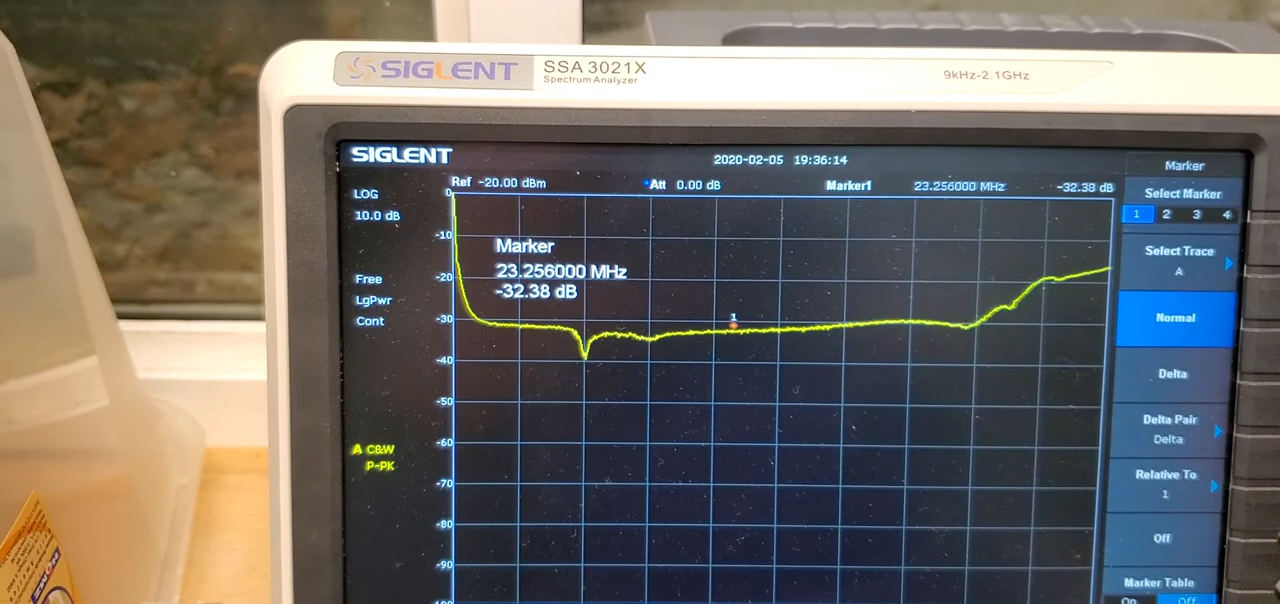 SIGLENT SSA 3021X
Spectrum Analyzer
9kHz-2.1GHz
SIGLENT 2020-02-05 19:36:14 Marker
LOG
10.0 dB
Ref -20.00 dBm Att 0.00 dB Marker1 23.256000 MHz -32.38 dB
Select Marker
1 2 3 4
0
-10
-20
-30
-40
-50
-60
-70
-80
-90
-100
Marker
23.256000 MHz
-32.38 dB
1
Free
LgPwr
Cont
A C&W
P-PK
Select Trace
A
Normal
Delta
Delta Pair
Delta
Relative To
1
Off
Marker Table
On Off